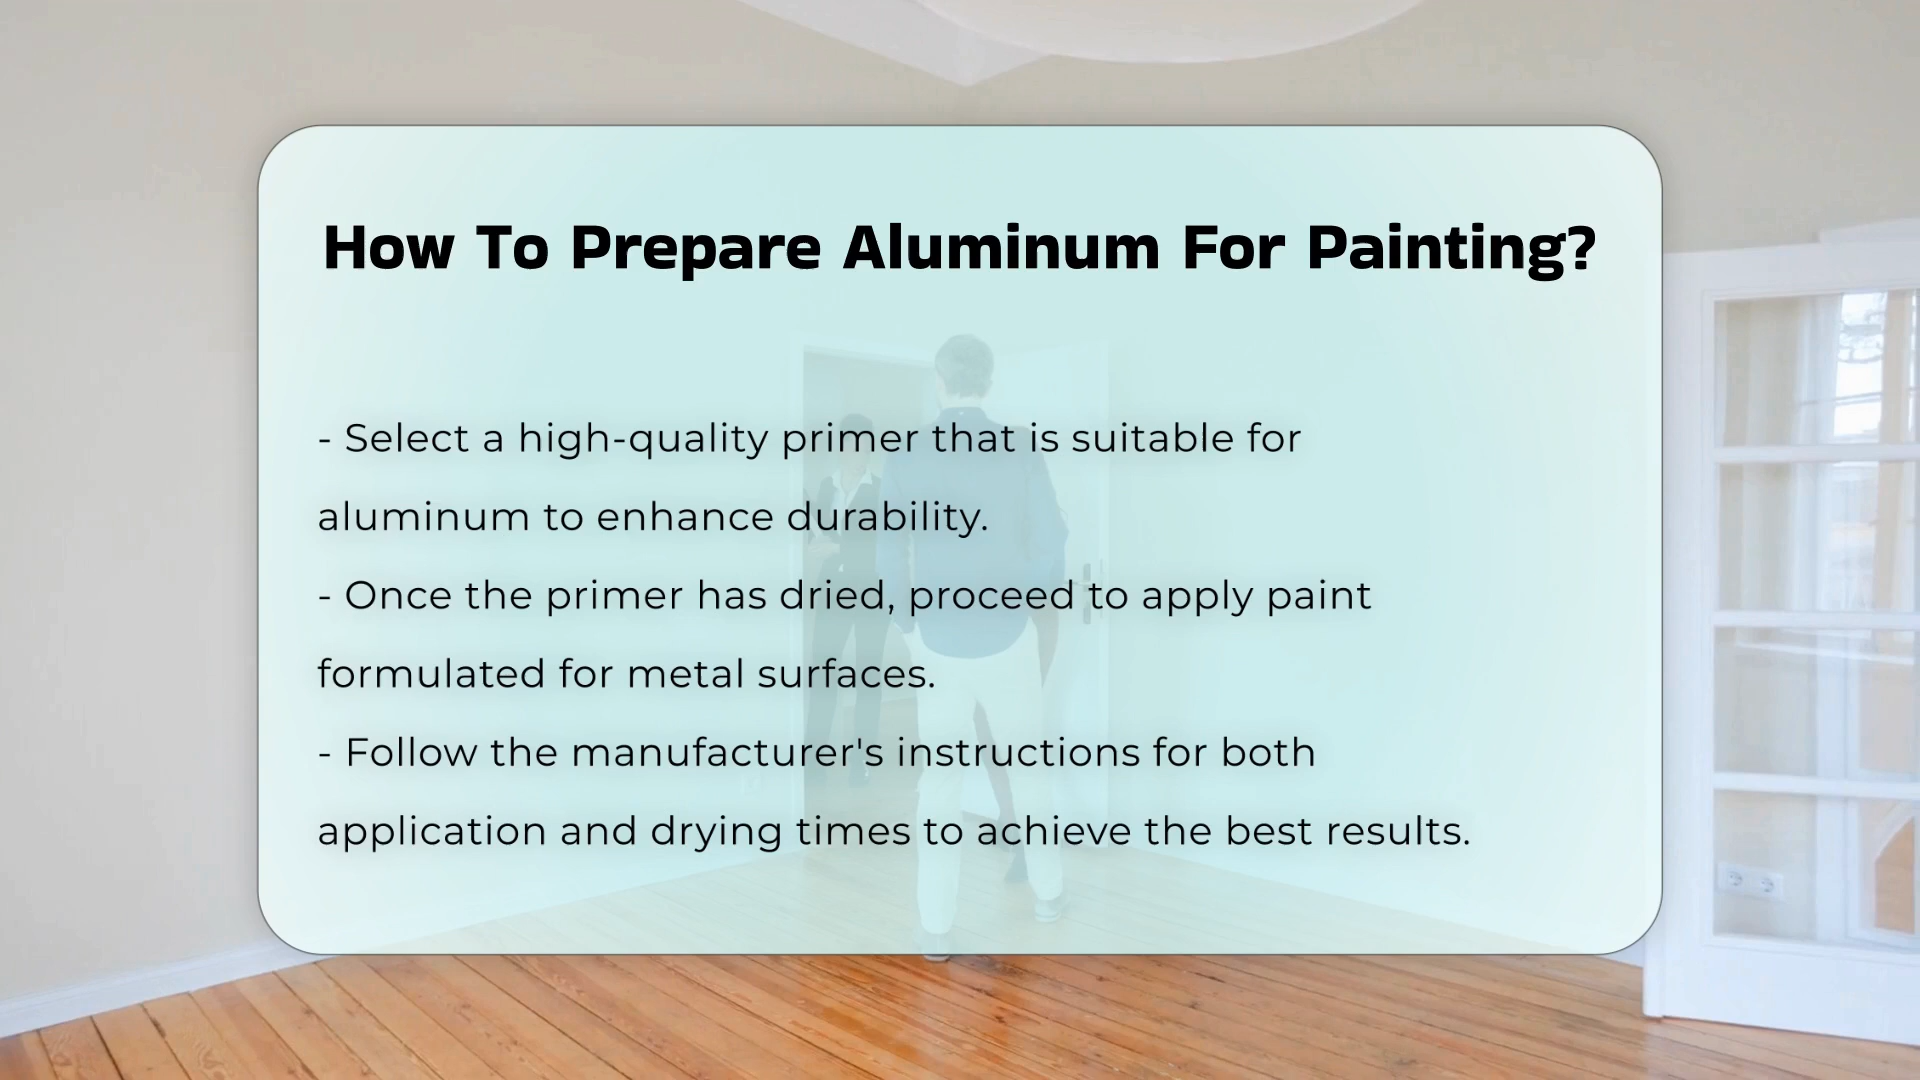 How To Prepare Aluminum For Painting?
- Select a high-quality primer that is suitable for
aluminum to enhance durability.
- Once the primer has dried, proceed to apply paint
formulated for metal surfaces.
- Follow the manufacturer's instructions for both
application and drying times to achieve the best results.